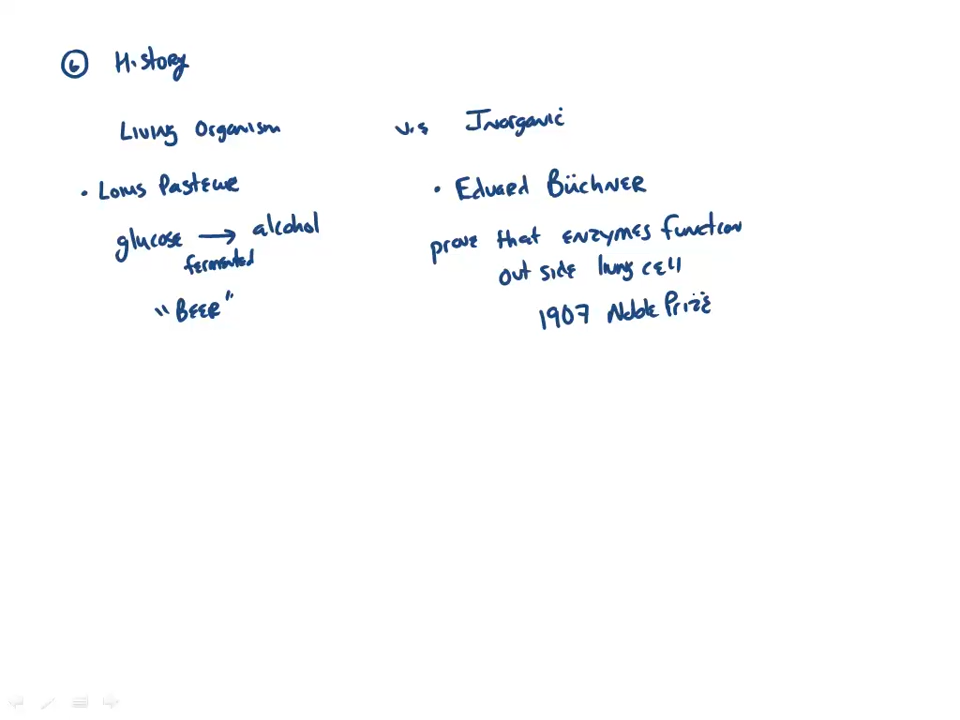 6 History
Living Organism v.s Inorganic
• Louis Pasteur
glucose → alcohol
fermented
"BEER"
• Eduard Büchner
prove that enzymes function
out side living cell
1907 Noble Prize